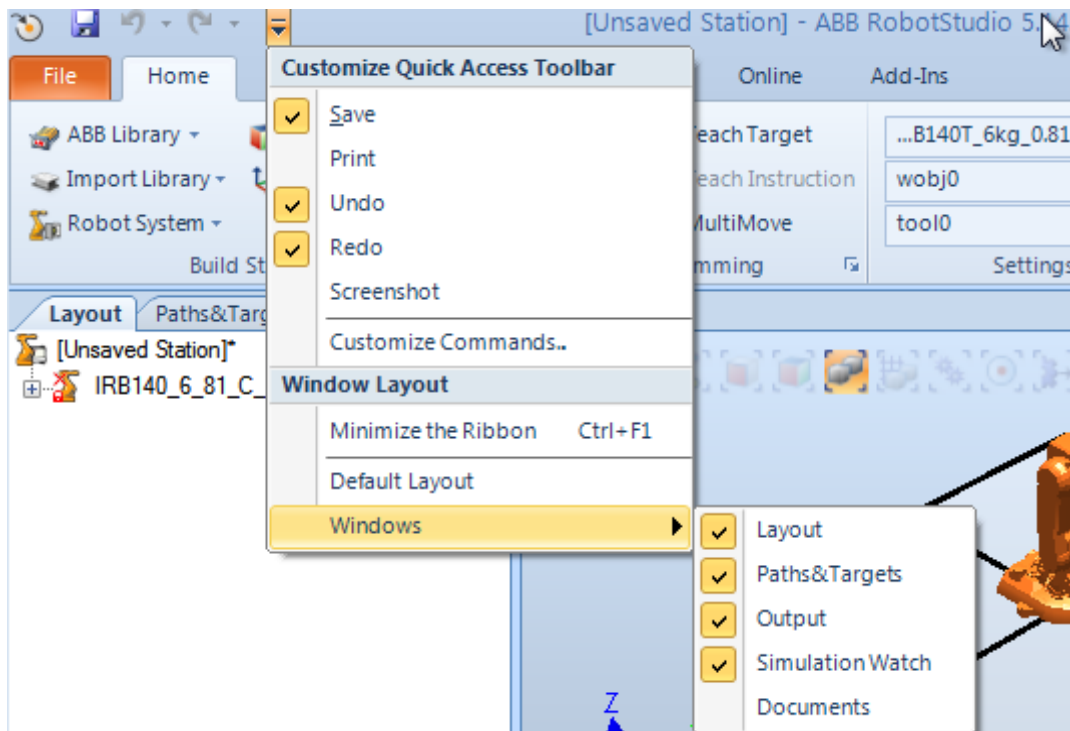 [Unsaved Station] - ABB RobotStudio 5.
File Home Online Add-Ins
Customize Quick Access Toolbar
Save
Print
Undo
Redo
Screenshot
Customize Commands..
Window Layout
Minimize the Ribbon Ctrl+F1
Default Layout
Windows
Layout
Paths&Targets
Output
Simulation Watch
Documents
ABB Library
Import Library
Robot System
Build St
each Target
each Instruction
MultiMove
mming
...B140T_6kg_0.81
wobj0
tool0
Settings
Layout Paths&Targ
[Unsaved Station]*
IRB140_6_81_C_
Z